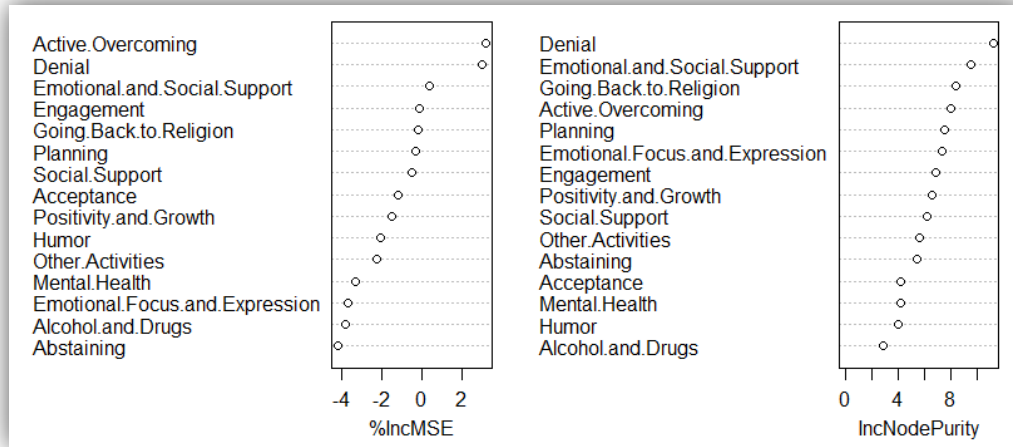 Active.Overcoming
Denial
Emotional.and.Social.Support
Engagement
Going.Back.to.Religion
Planning
Social.Support
Acceptance
Positivity.and.Growth
Humor
Other.Activities
Mental.Health
Emotional.Focus.and.Expression
Alcohol.and.Drugs
Abstaining
-4 -2 0 2
%IncMSE
Denial
Emotional.and.Social.Support
Going.Back.to.Religion
Active.Overcoming
Planning
Emotional.Focus.and.Expression
Engagement
Positivity.and.Growth
Social.Support
Other.Activities
Abstaining
Acceptance
Mental.Health
Humor
Alcohol.and.Drugs
0 4 8
IncNodePurity